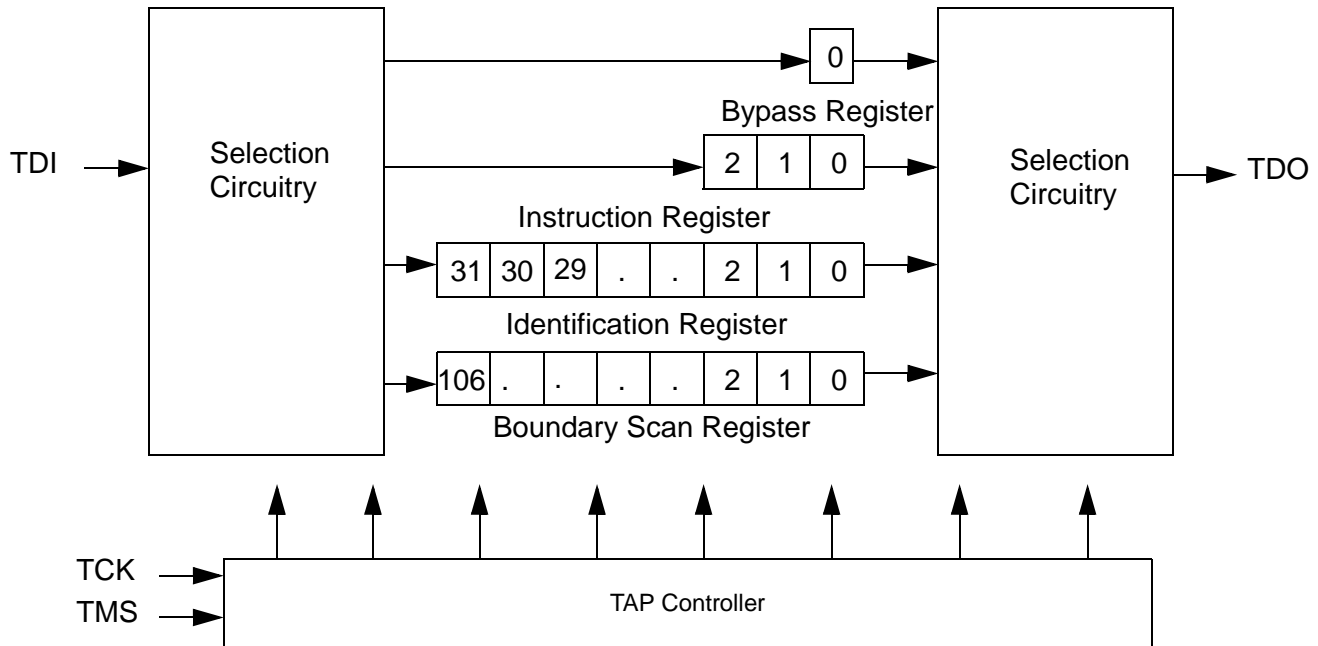 0
Bypass Register
TDI
Selection
Circuitry
2 1 0
Selection
Circuitry
TDO
Instruction Register
31 30 29 . . 2 1 0
Identification Register
106 . . . . 2 1 0
Boundary Scan Register
TCK
TMS
TAP Controller